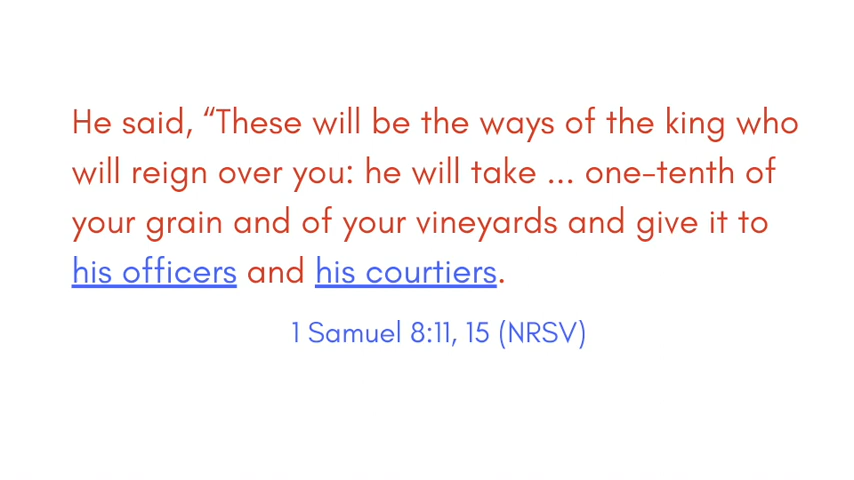 He said, “These will be the ways of the king who
will reign over you: he will take ... one-tenth of
your grain and of your vineyards and give it to
his officers and his courtiers.
1 Samuel 8:11, 15 (NRSV)